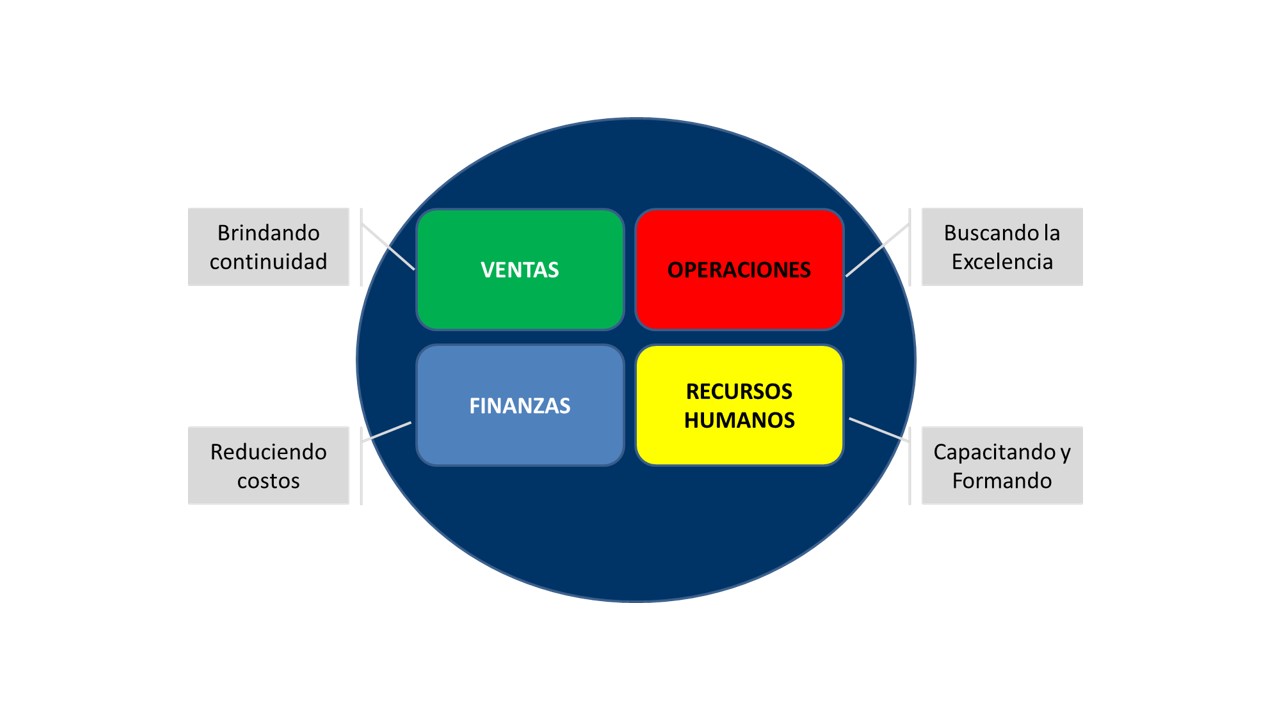 Brindando
continuidad
VENTAS
OPERACIONES
Buscando la
Excelencia
Reduciendo
costos
FINANZAS
RECURSOS
HUMANOS
Capacitando y
Formando